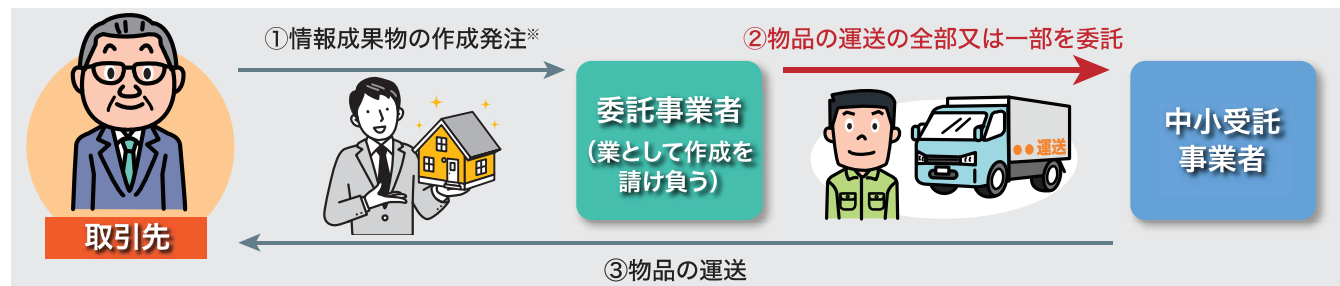 ①情報成果物の作成発注※
②物品の運送の全部又は一部を委託
委託事業者
（業として作成を
請け負う）
●●運送
中小受託
事業者
取引先
③物品の運送